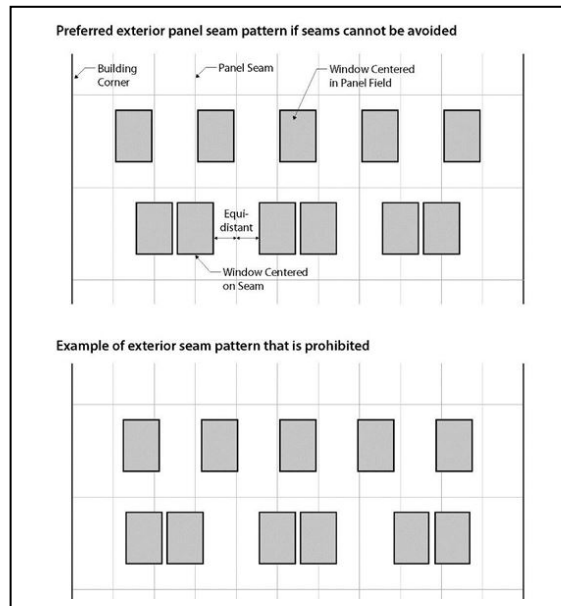 Preferred exterior panel seam pattern if seams cannot be avoided
Building
Corner
Panel Seam
Window Centered
in Panel Field
Equi-
distant
Window Centered
on Seam
Example of exterior seam pattern that is prohibited